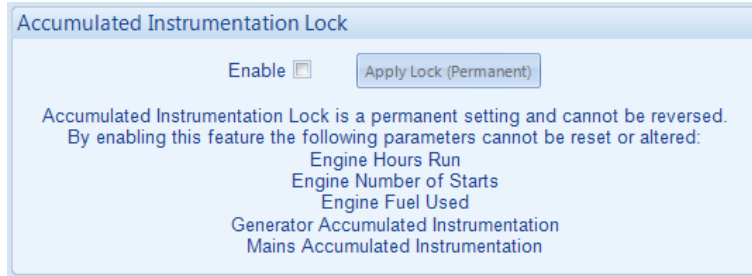 Accumulated Instrumentation Lock
Enable Apply Lock (Permanent)
Accumulated Instrumentation Lock is a permanent setting and cannot be reversed.
By enabling this feature the following parameters cannot be reset or altered:
Engine Hours Run
Engine Number of Starts
Engine Fuel Used
Generator Accumulated Instrumentation
Mains Accumulated Instrumentation